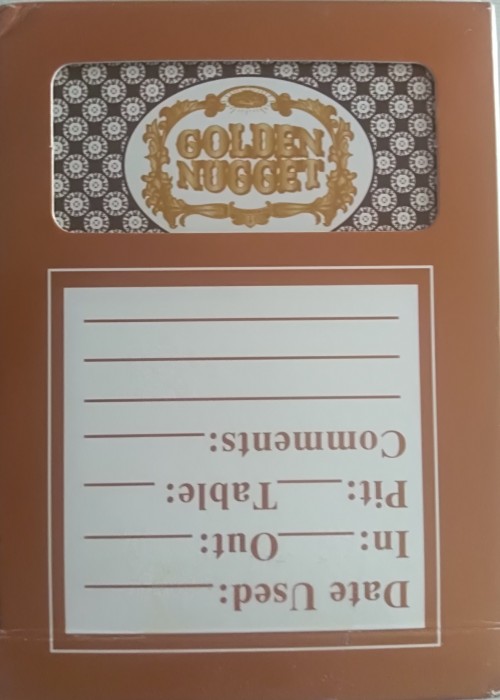 GOLDEN
NUGGET
Date Used:
In: Out:
Pit: Table:
Comments: